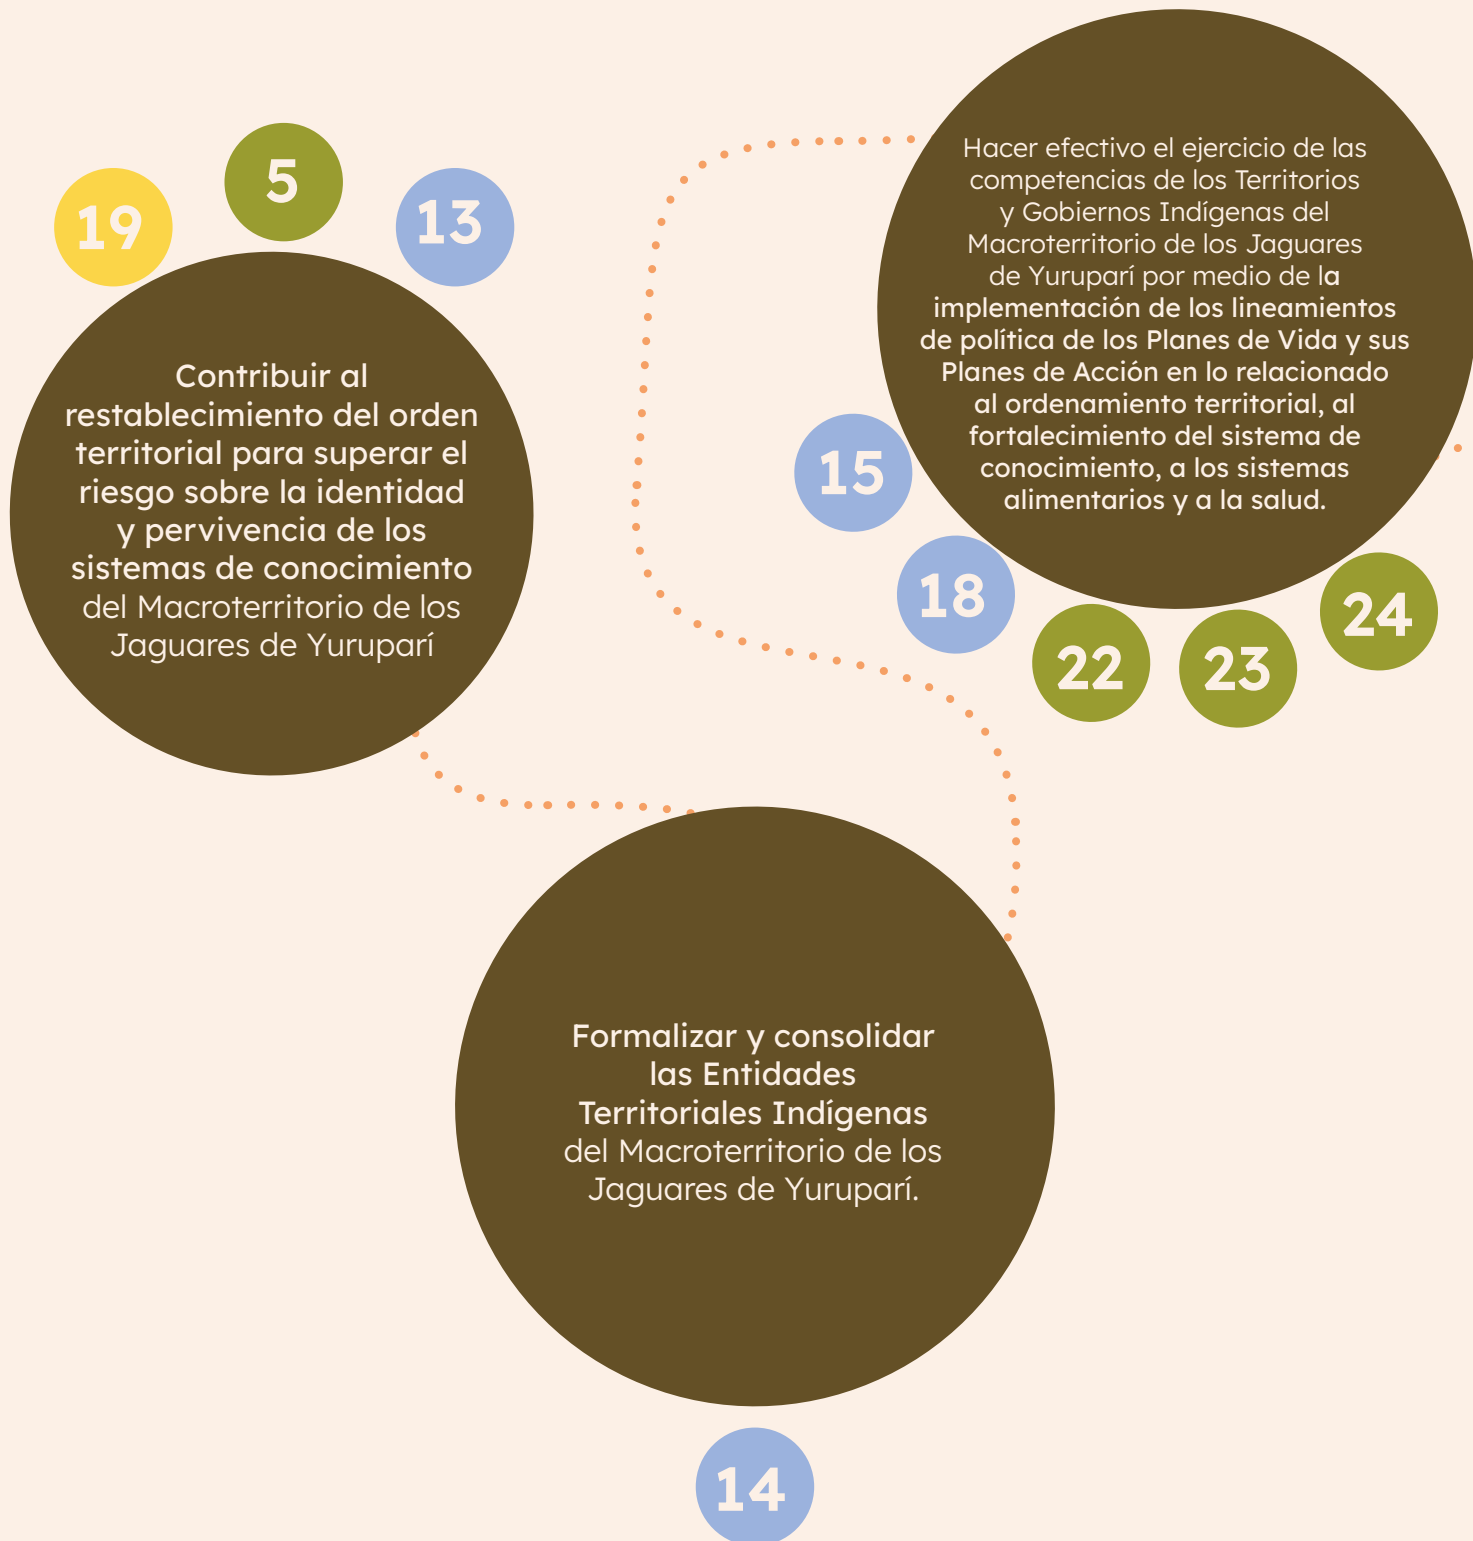 19
5
13
Contribuir al
restablecimiento del orden
territorial para superar el
riesgo sobre la identidad
y pervivencia de los
sistemas de conocimiento
del Macroterritorio de los
Jaguares de Yuruparí
Hacer efectivo el ejercicio de las
competencias de los Territorios
y Gobiernos Indígenas del
Macroterritorio de los Jaguares
de Yuruparí por medio de la
implementación de los lineamientos
de política de los Planes de Vida y sus
Planes de Acción en lo relacionado
al ordenamiento territorial, al
fortalecimiento del sistema de
conocimiento, a los sistemas
alimentarios y a la salud.
15
18
22
23
24
Formalizar y consolidar
las Entidades
Territoriales Indígenas
del Macroterritorio de los
Jaguares de Yuruparí.
14